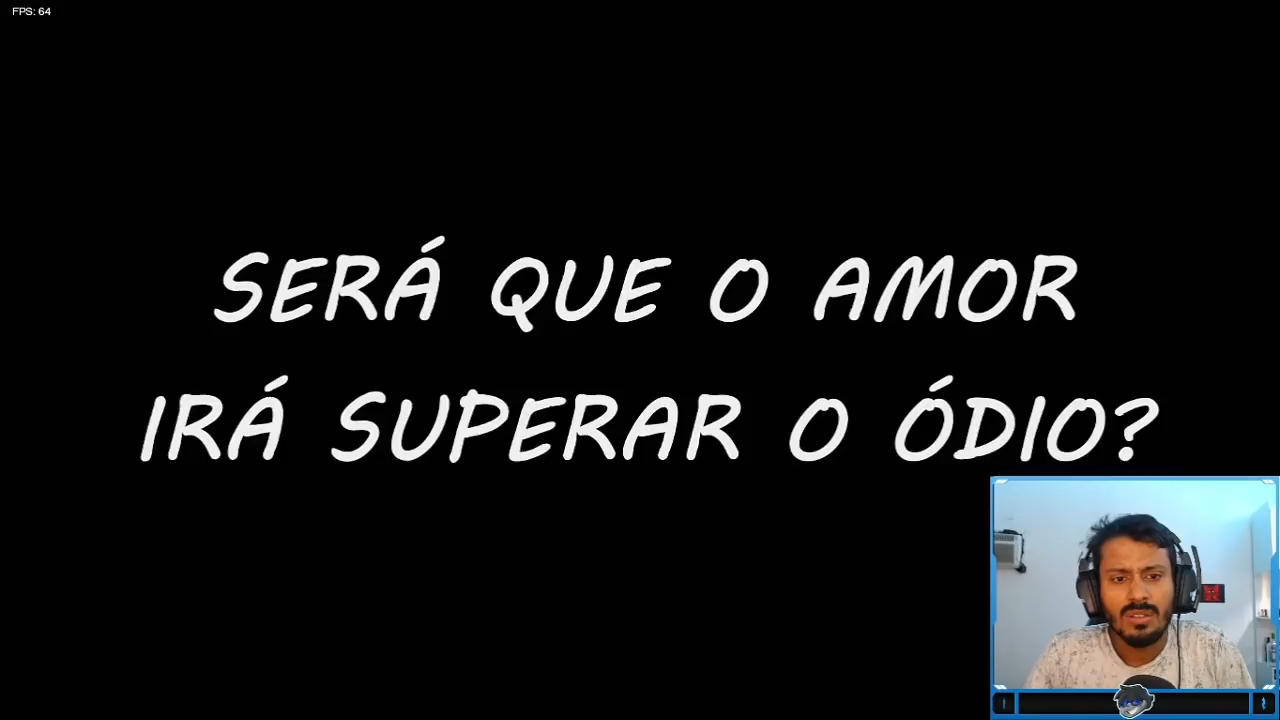 FPS: 64
SERÁ QUE O AMOR
IRÁ SUPERAR O ÓDIO?